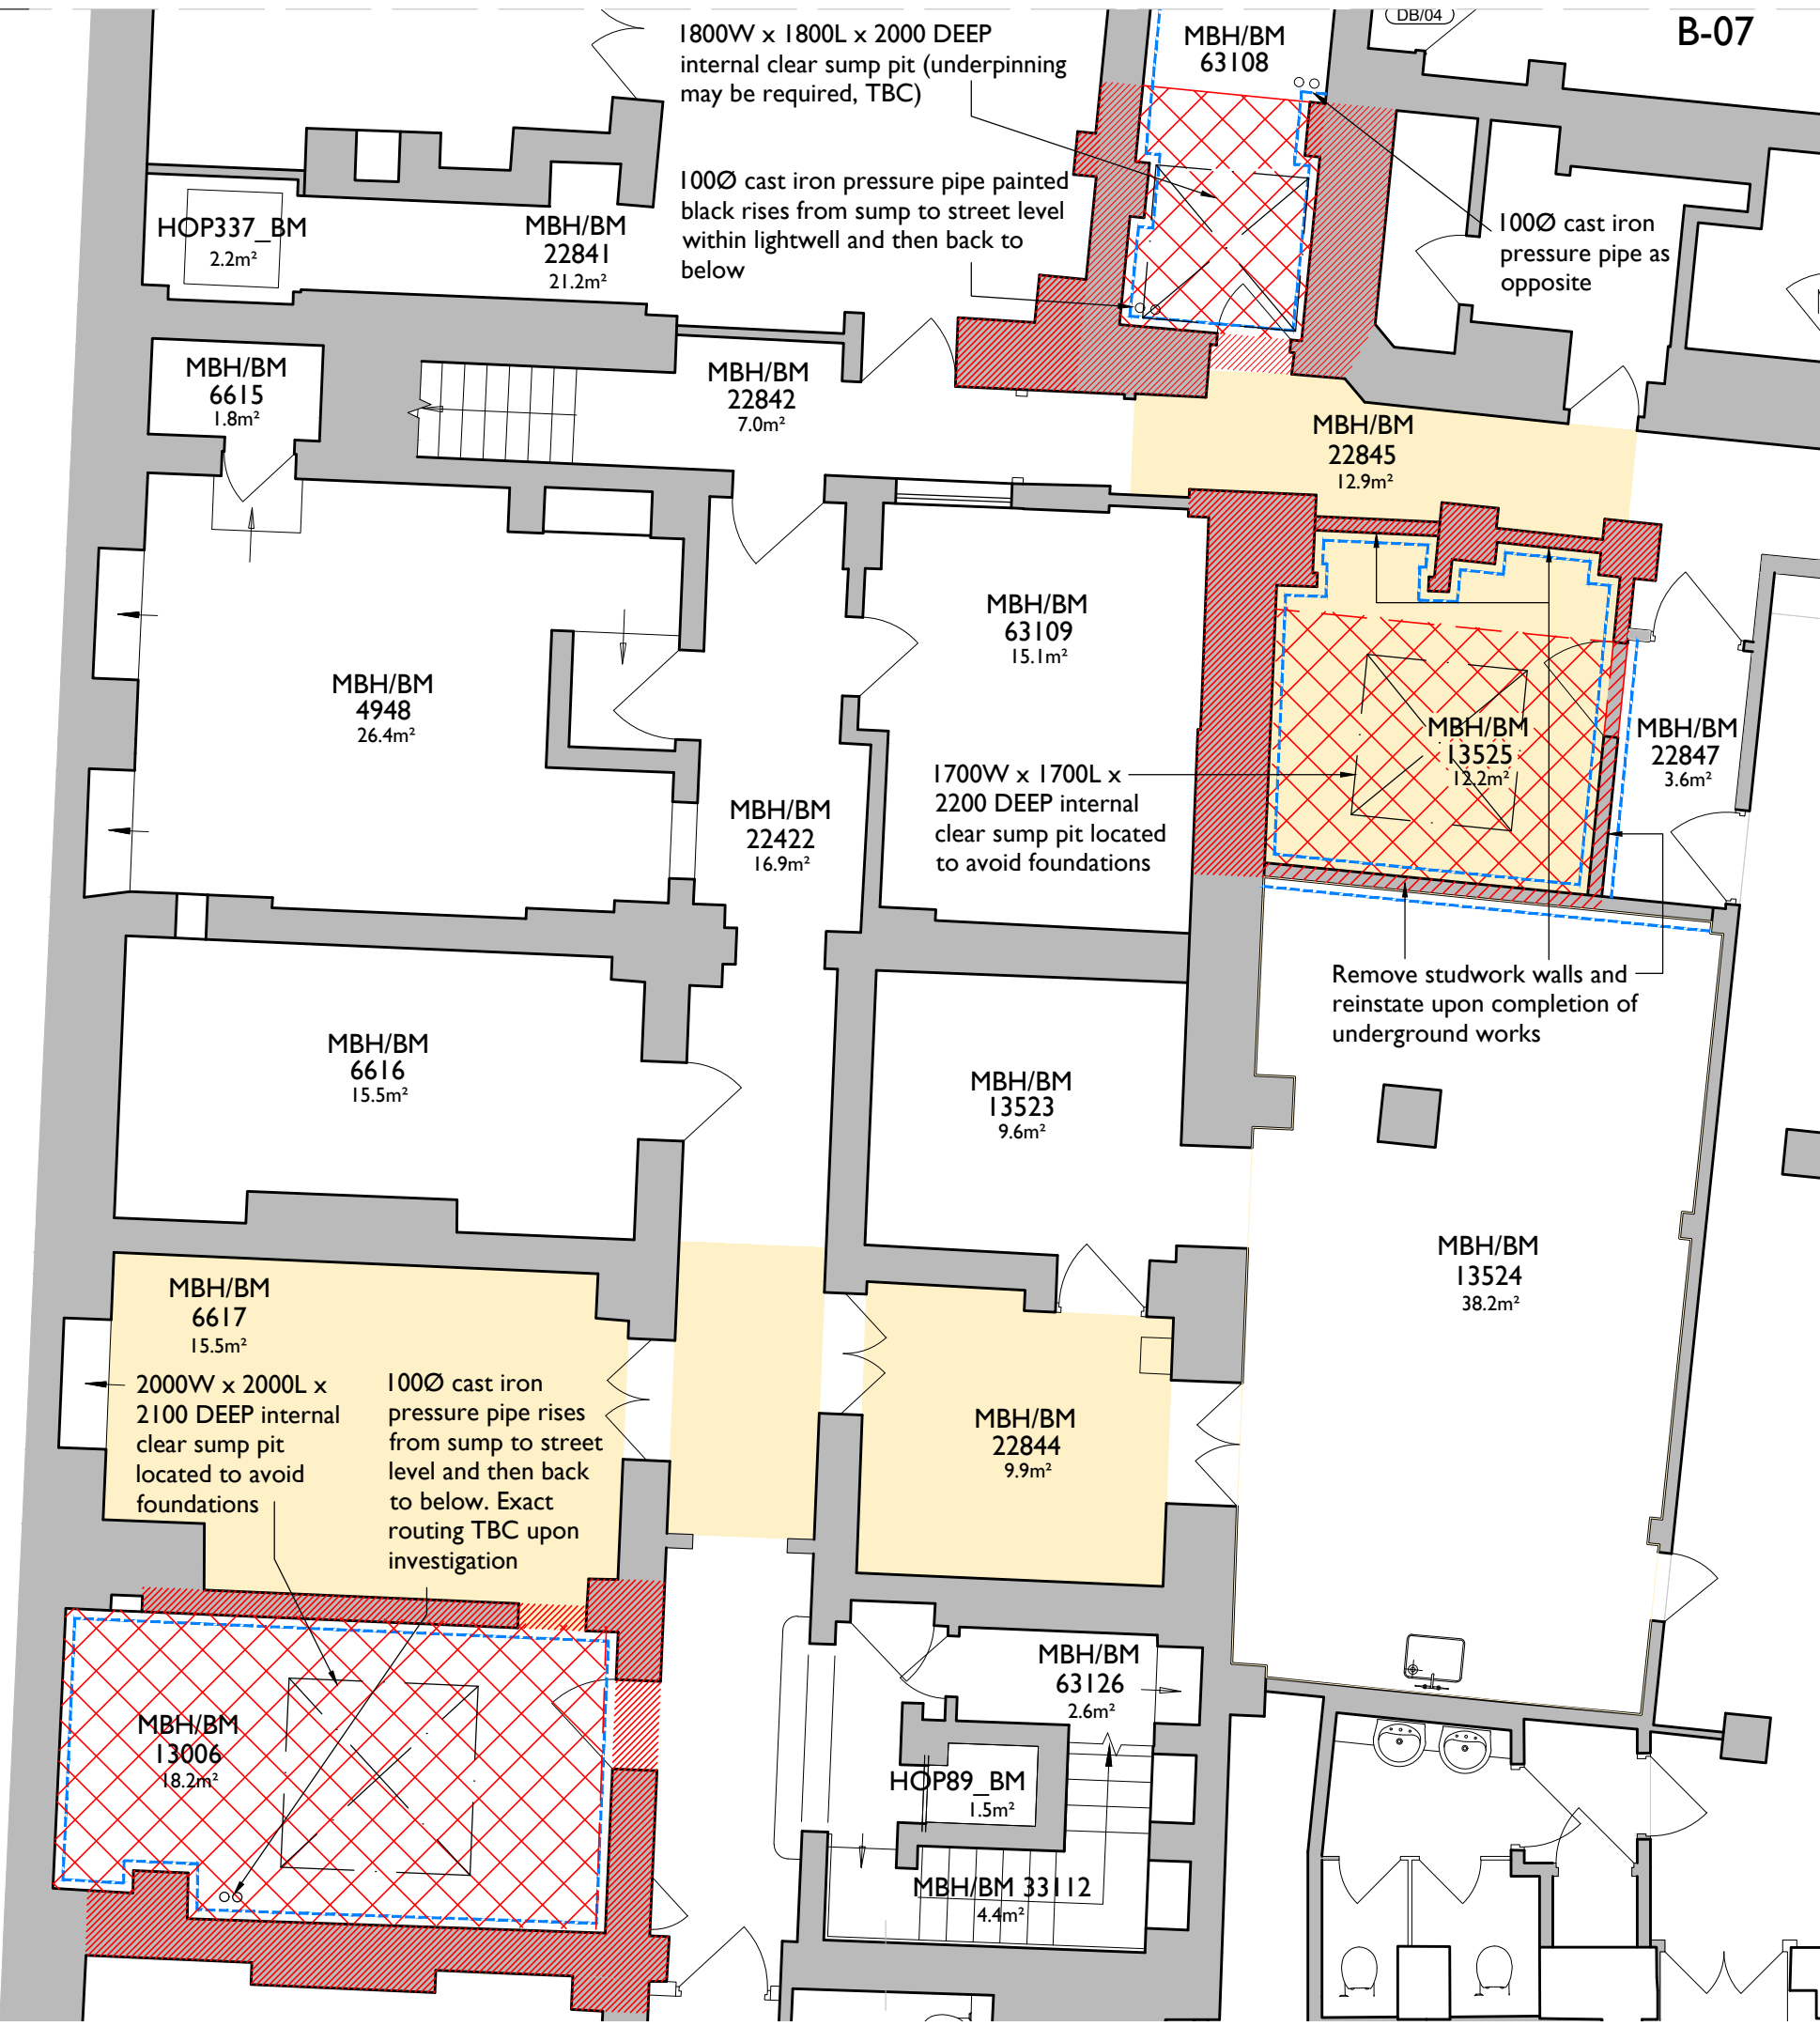 DB/04
B-07
1800W x 1800L x 2000 DEEP
internal clear sump pit (underpinning
may be required, TBC)
MBH/BM
63108
100Ø cast iron pressure pipe painted
black rises from sump to street level
within lightwell and then back to
below
100Ø cast iron
pressure pipe as
opposite
HOP337_BM
2.2m²
MBH/BM
22841
21.2m²
MBH/BM
6615
1.8m²
MBH/BM
22842
7.0m²
MBH/BM
22845
12.9m²
MBH/BM
4948
26.4m²
MBH/BM
63109
15.1m²
MBH/BM
22422
16.9m²
1700W x 1700L x
2200 DEEP internal
clear sump pit located
to avoid foundations
MBH/BM
13525
12.2m²
MBH/BM
22847
3.6m²
Remove studwork walls and
reinstate upon completion of
underground works
MBH/BM
6616
15.5m²
MBH/BM
13523
9.6m²
MBH/BM
13524
38.2m²
MBH/BM
6617
15.5m²
2000W x 2000L x
2100 DEEP internal
clear sump pit
located to avoid
foundations
100Ø cast iron
pressure pipe rises
from sump to street
level and then back
to below. Exact
routing TBC upon
investigation
MBH/BM
22844
9.9m²
MBH/BM
63126
2.6m²
MBH/BM
13006
18.2m²
HOP89_BM
1.5m²
MBH/BM 33112
4.4m²